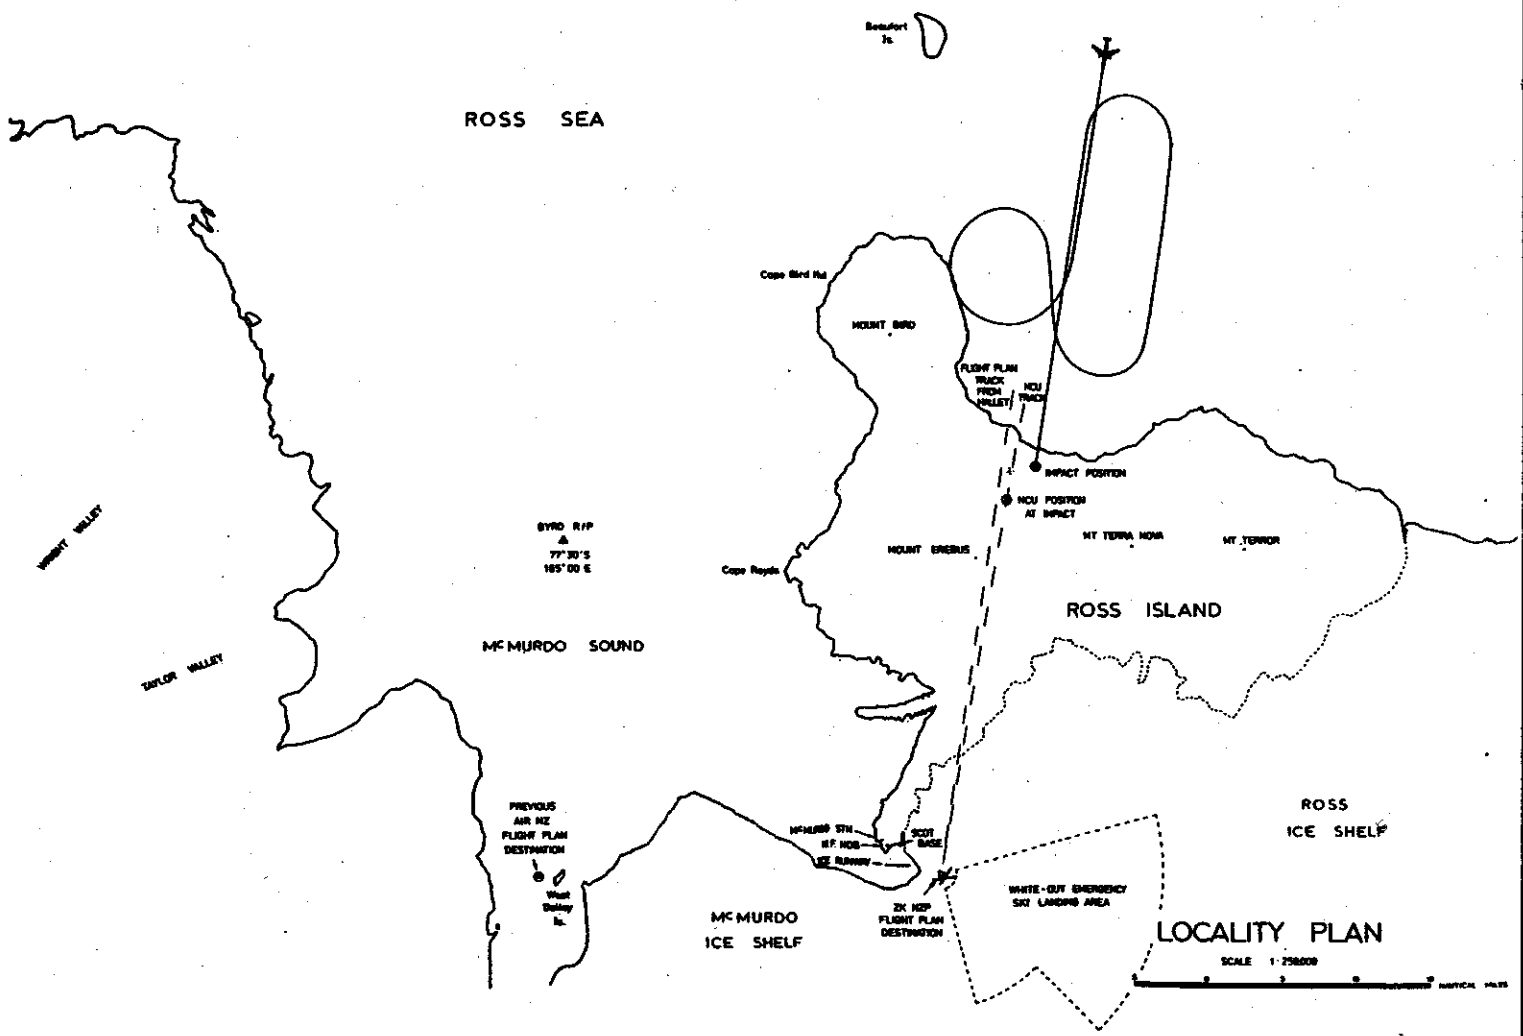 Beaufort
Is.
ROSS SEA
Cape Bird Hut
MOUNT BIRD
FLIGHT PLAN
TRACK
FROM
HALLET
NCU
TRACK
IMPACT POSITION
NCU POSITION
AT IMPACT
WRIGHT VALLEY
BYRD R/P
77°30'S
165°00 E
MOUNT EREBUS
MT TERRA NOVA
MT TERROR
Cape Royds
ROSS ISLAND
McMURDO SOUND
TAYLOR VALLEY
PREVIOUS
AIR NZ
FLIGHT PLAN
DESTINATION
West
Dailey
Is.
McMURDO STN
N.F. NDB
ICE RUNWAY
SCOT
BASE
ROSS
ICE SHELF
ZK NZP
FLIGHT PLAN
DESTINATION
WHITE-OUT EMERGENCY
SKI LANDING AREA
McMURDO
ICE SHELF
LOCALITY PLAN
SCALE 1:250,000
NAUTICAL MILES